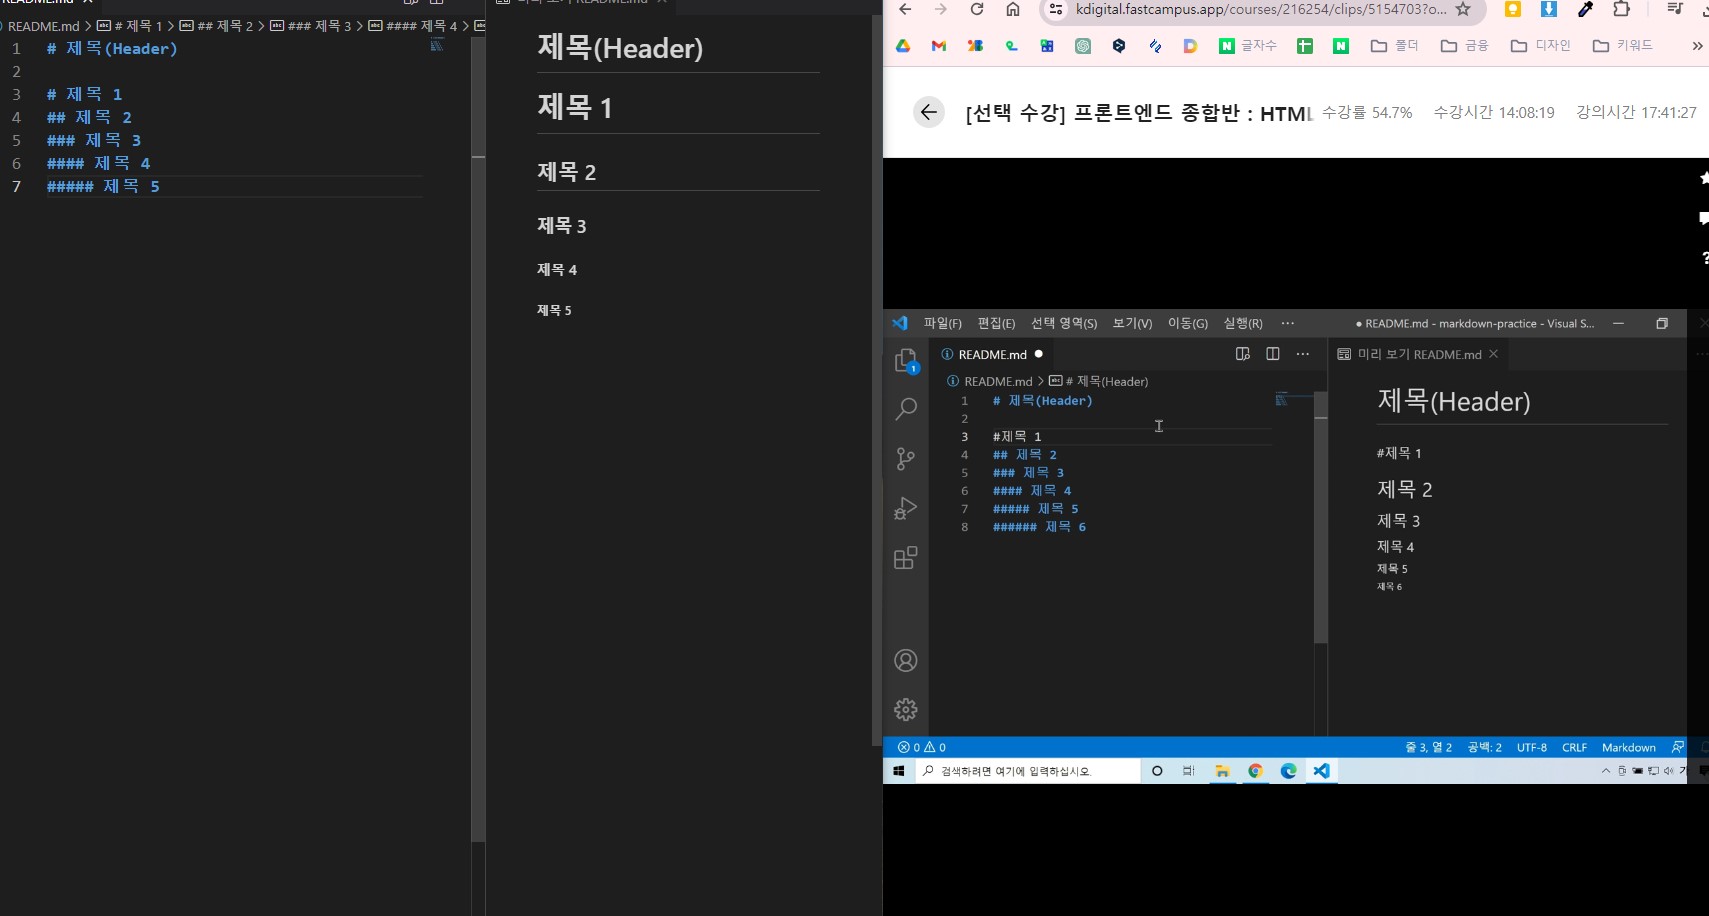 README.md
README.md > # 제목 1 > ## 제목 2 > ### 제목 3 > #### 제목 4 >
1 # 제목(Header)
2
3 # 제목 1
4 ## 제목 2
5 ### 제목 3
6 #### 제목 4
7 ##### 제목 5
미리 보기 README.md
제목(Header)
제목 1
제목 2
제목 3
제목 4
제목 5
kdigital.fastcampus.app/courses/216254/clips/5154703?o...
글자수
폴더
금융
디자인
키워드
[선택 수강] 프론트엔드 종합반 : HTML 수강률 54.7% 수강시간 14:08:19 강의시간 17:41:27
파일(F) 편집(E) 선택 영역(S) 보기(V) 이동(G) 실행(R) ··· ● README.md - markdown-practice - Visual S...
README.md
README.md > # 제목(Header)
1 # 제목(Header)
2
3 #제목 1
4 ## 제목 2
5 ### 제목 3
6 #### 제목 4
7 ##### 제목 5
8 ###### 제목 6
미리 보기 README.md
제목(Header)
#제목 1
제목 2
제목 3
제목 4
제목 5
제목 6
0 0 줄 3, 열 2 공백: 2 UTF-8 CRLF Markdown
검색하려면 여기에 입력하십시오.